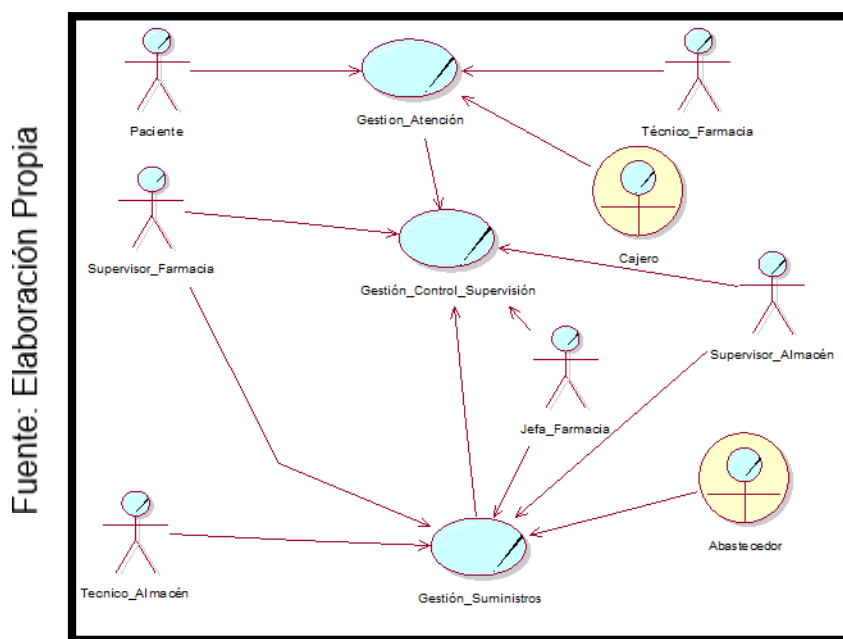 Fuente: Elaboración Propia
Paciente
Gestion_Atención
Técnico_Farmacia
Supervisor_Farmacia
Gestión_Control_Supervisión
Cajero
Supervisor_Almacén
Jefa_Farmacia
Abastecedor
Tecnico_Almacén
Gestión_Suministros